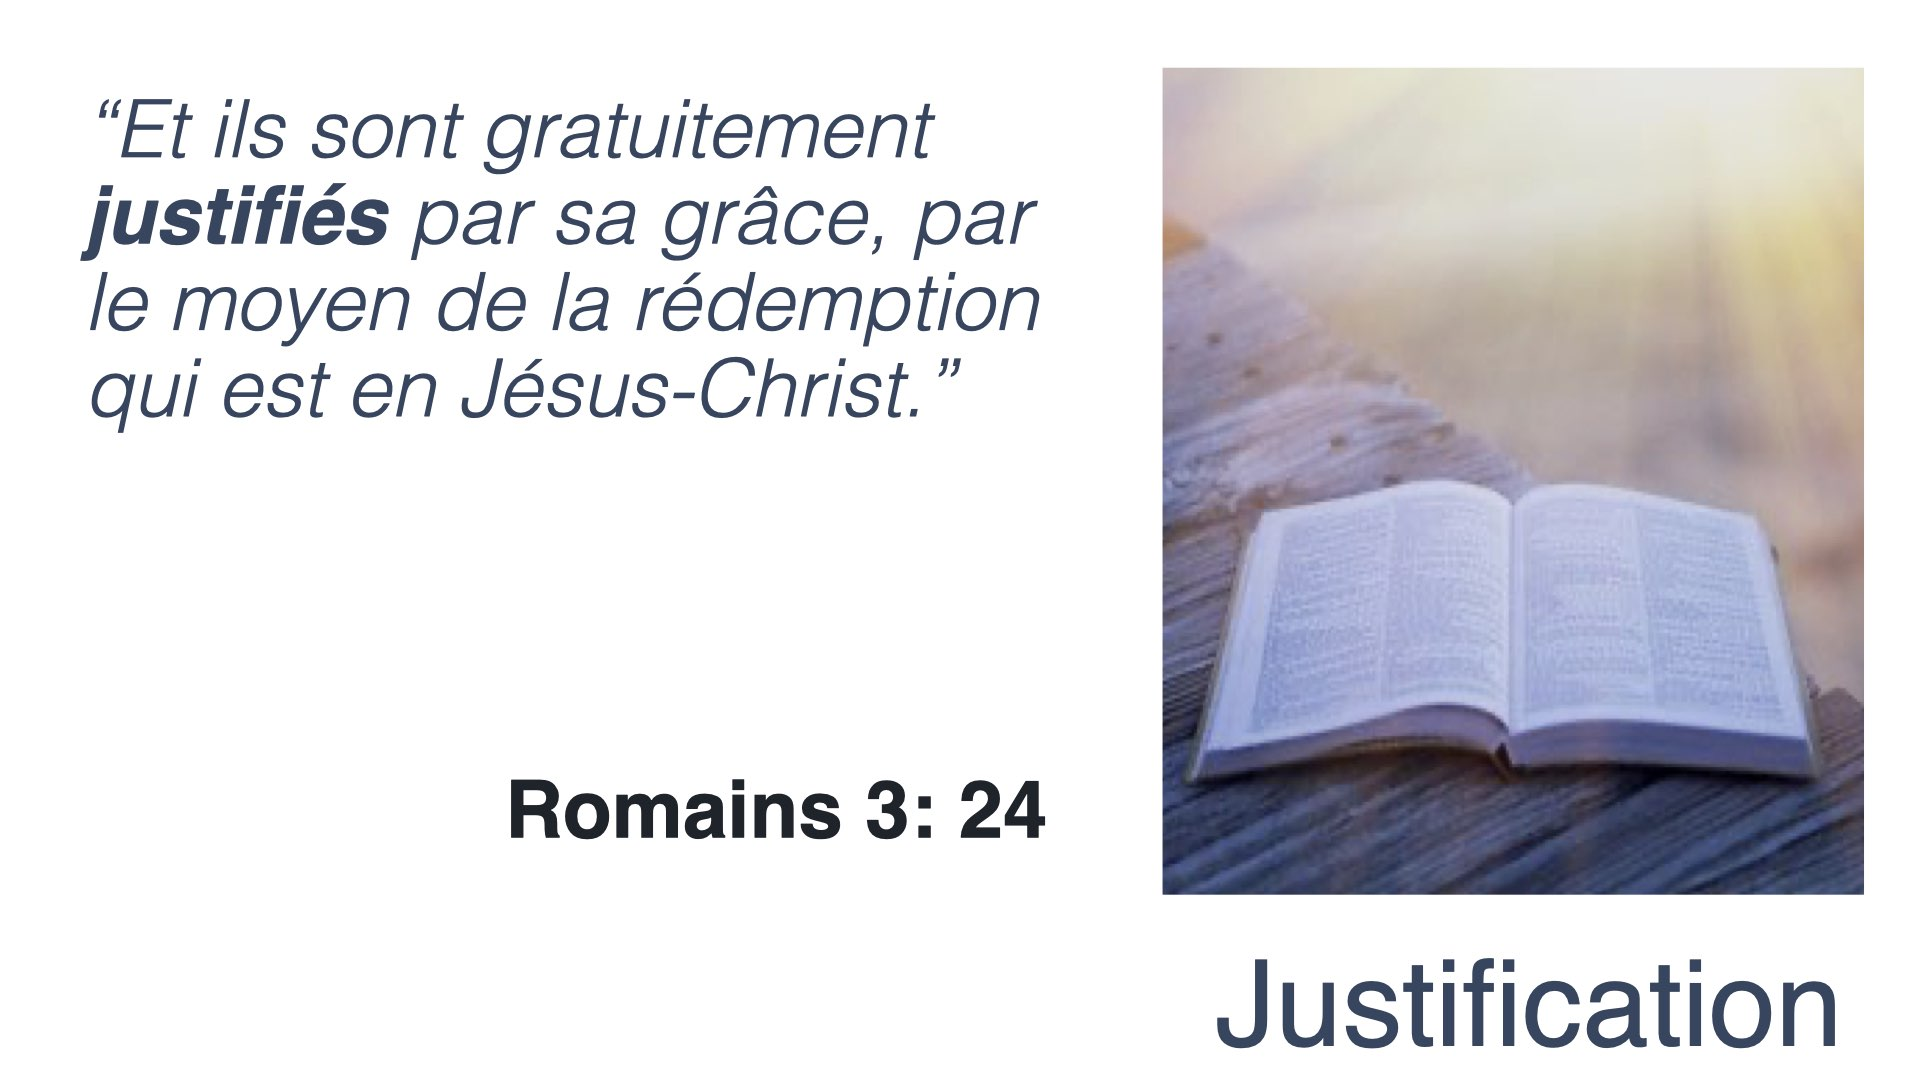 “Et ils sont gratuitement
justifiés par sa grâce, par
le moyen de la rédemption
qui est en Jésus-Christ.”
Romains 3: 24
Justification